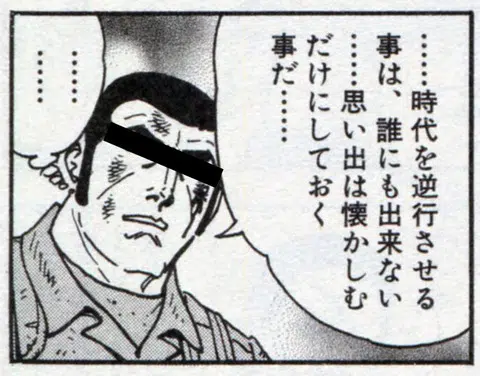 ……時代を逆行させる
事は、誰にも出来ない
……思い出は懐かしむ
だけにしておく
事だ……
………
………